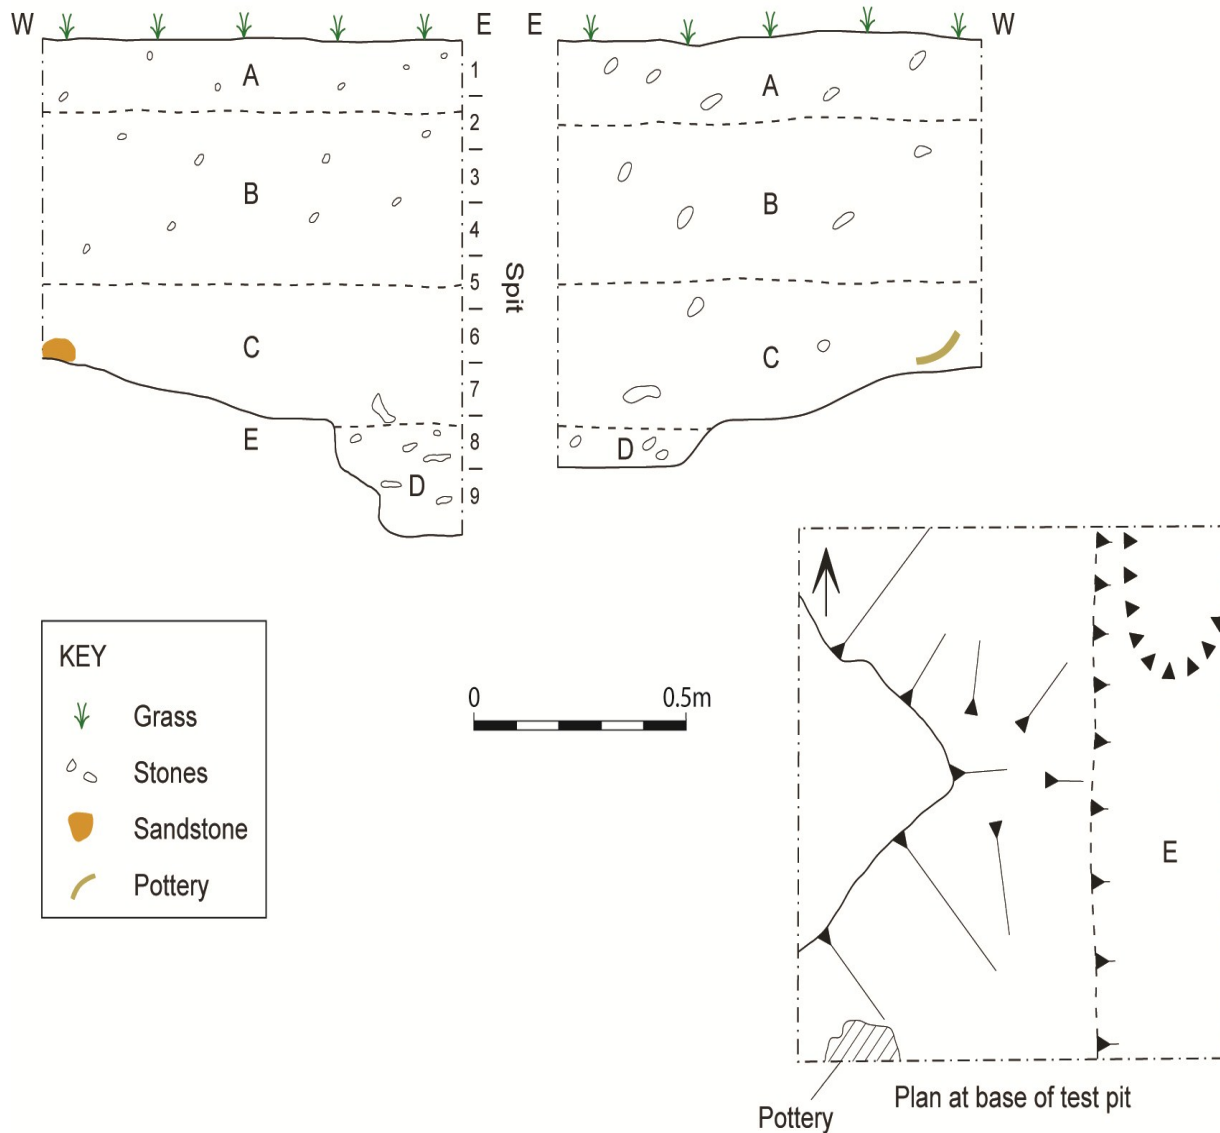 W E
E W
A
B
C
E
D
1
2
3
4
5
6
7
8
9
Spit
A
B
C
D
KEY
Grass
Stones
Sandstone
Pottery
0 0.5m
E
Pottery
Plan at base of test pit